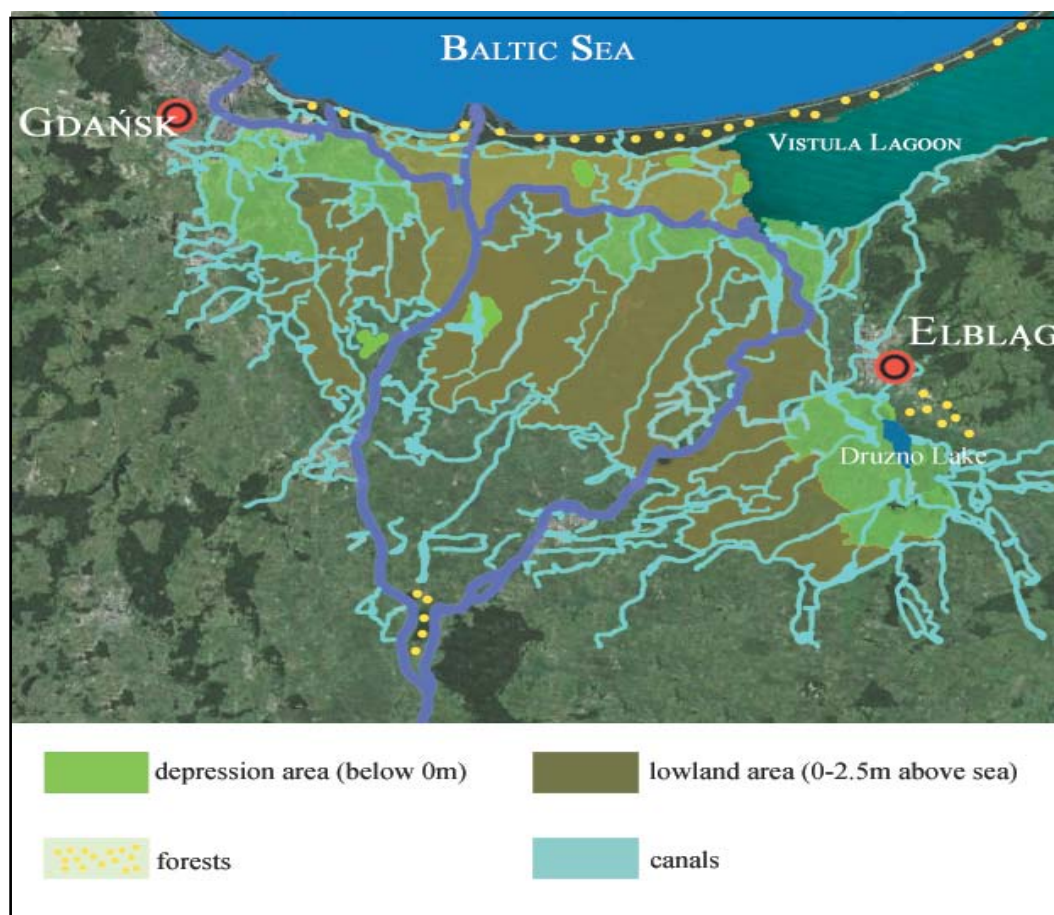 BALTIC SEA
GDAŃSK
VISTULA LAGOON
ELBLĄG
Druzno Lake
depression area (below 0m)
lowland area (0-2.5m above sea)
forests
canals